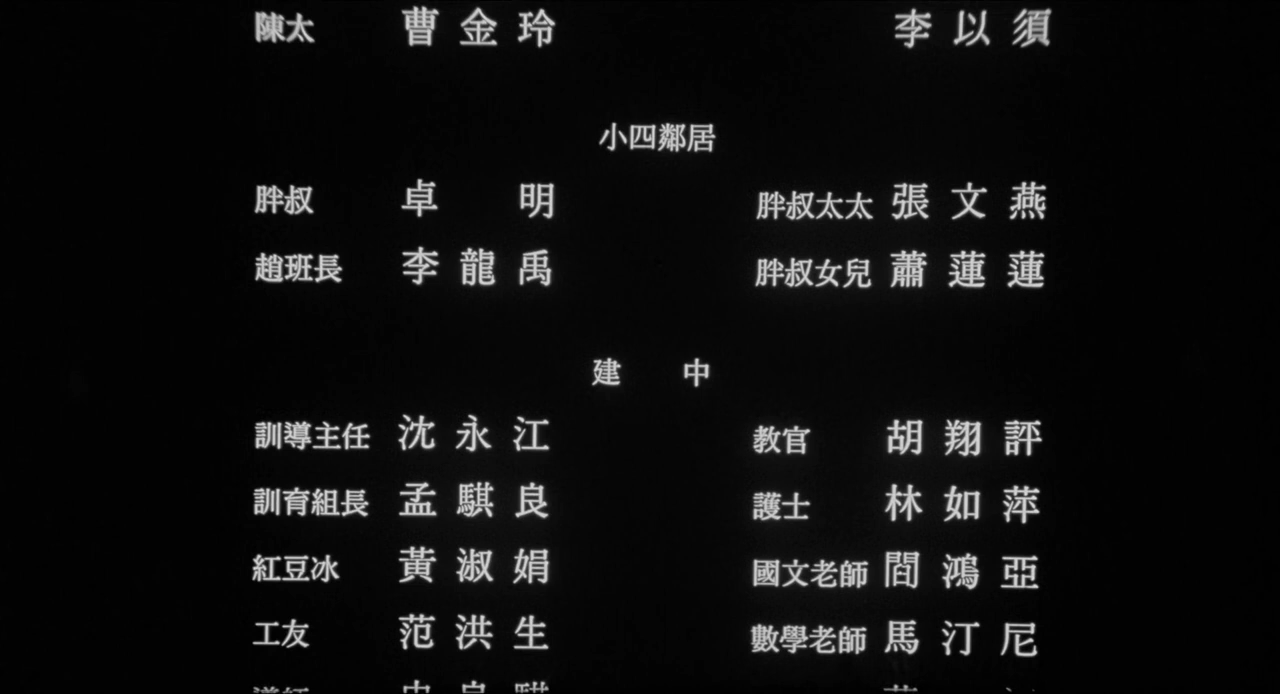 陳太 曹金玲 李以須
小四鄰居
胖叔 卓明 胖叔太太 張文燕
趙班長 李龍禹 胖叔女兒 蕭蓮蓮
建中
訓導主任 沈永江 教官 胡翔評
訓育組長 孟騏良 護士 林如萍
紅豆冰 黃淑娟 國文老師 閻鴻亞
工友 范洪生 數學老師 馬汀尼